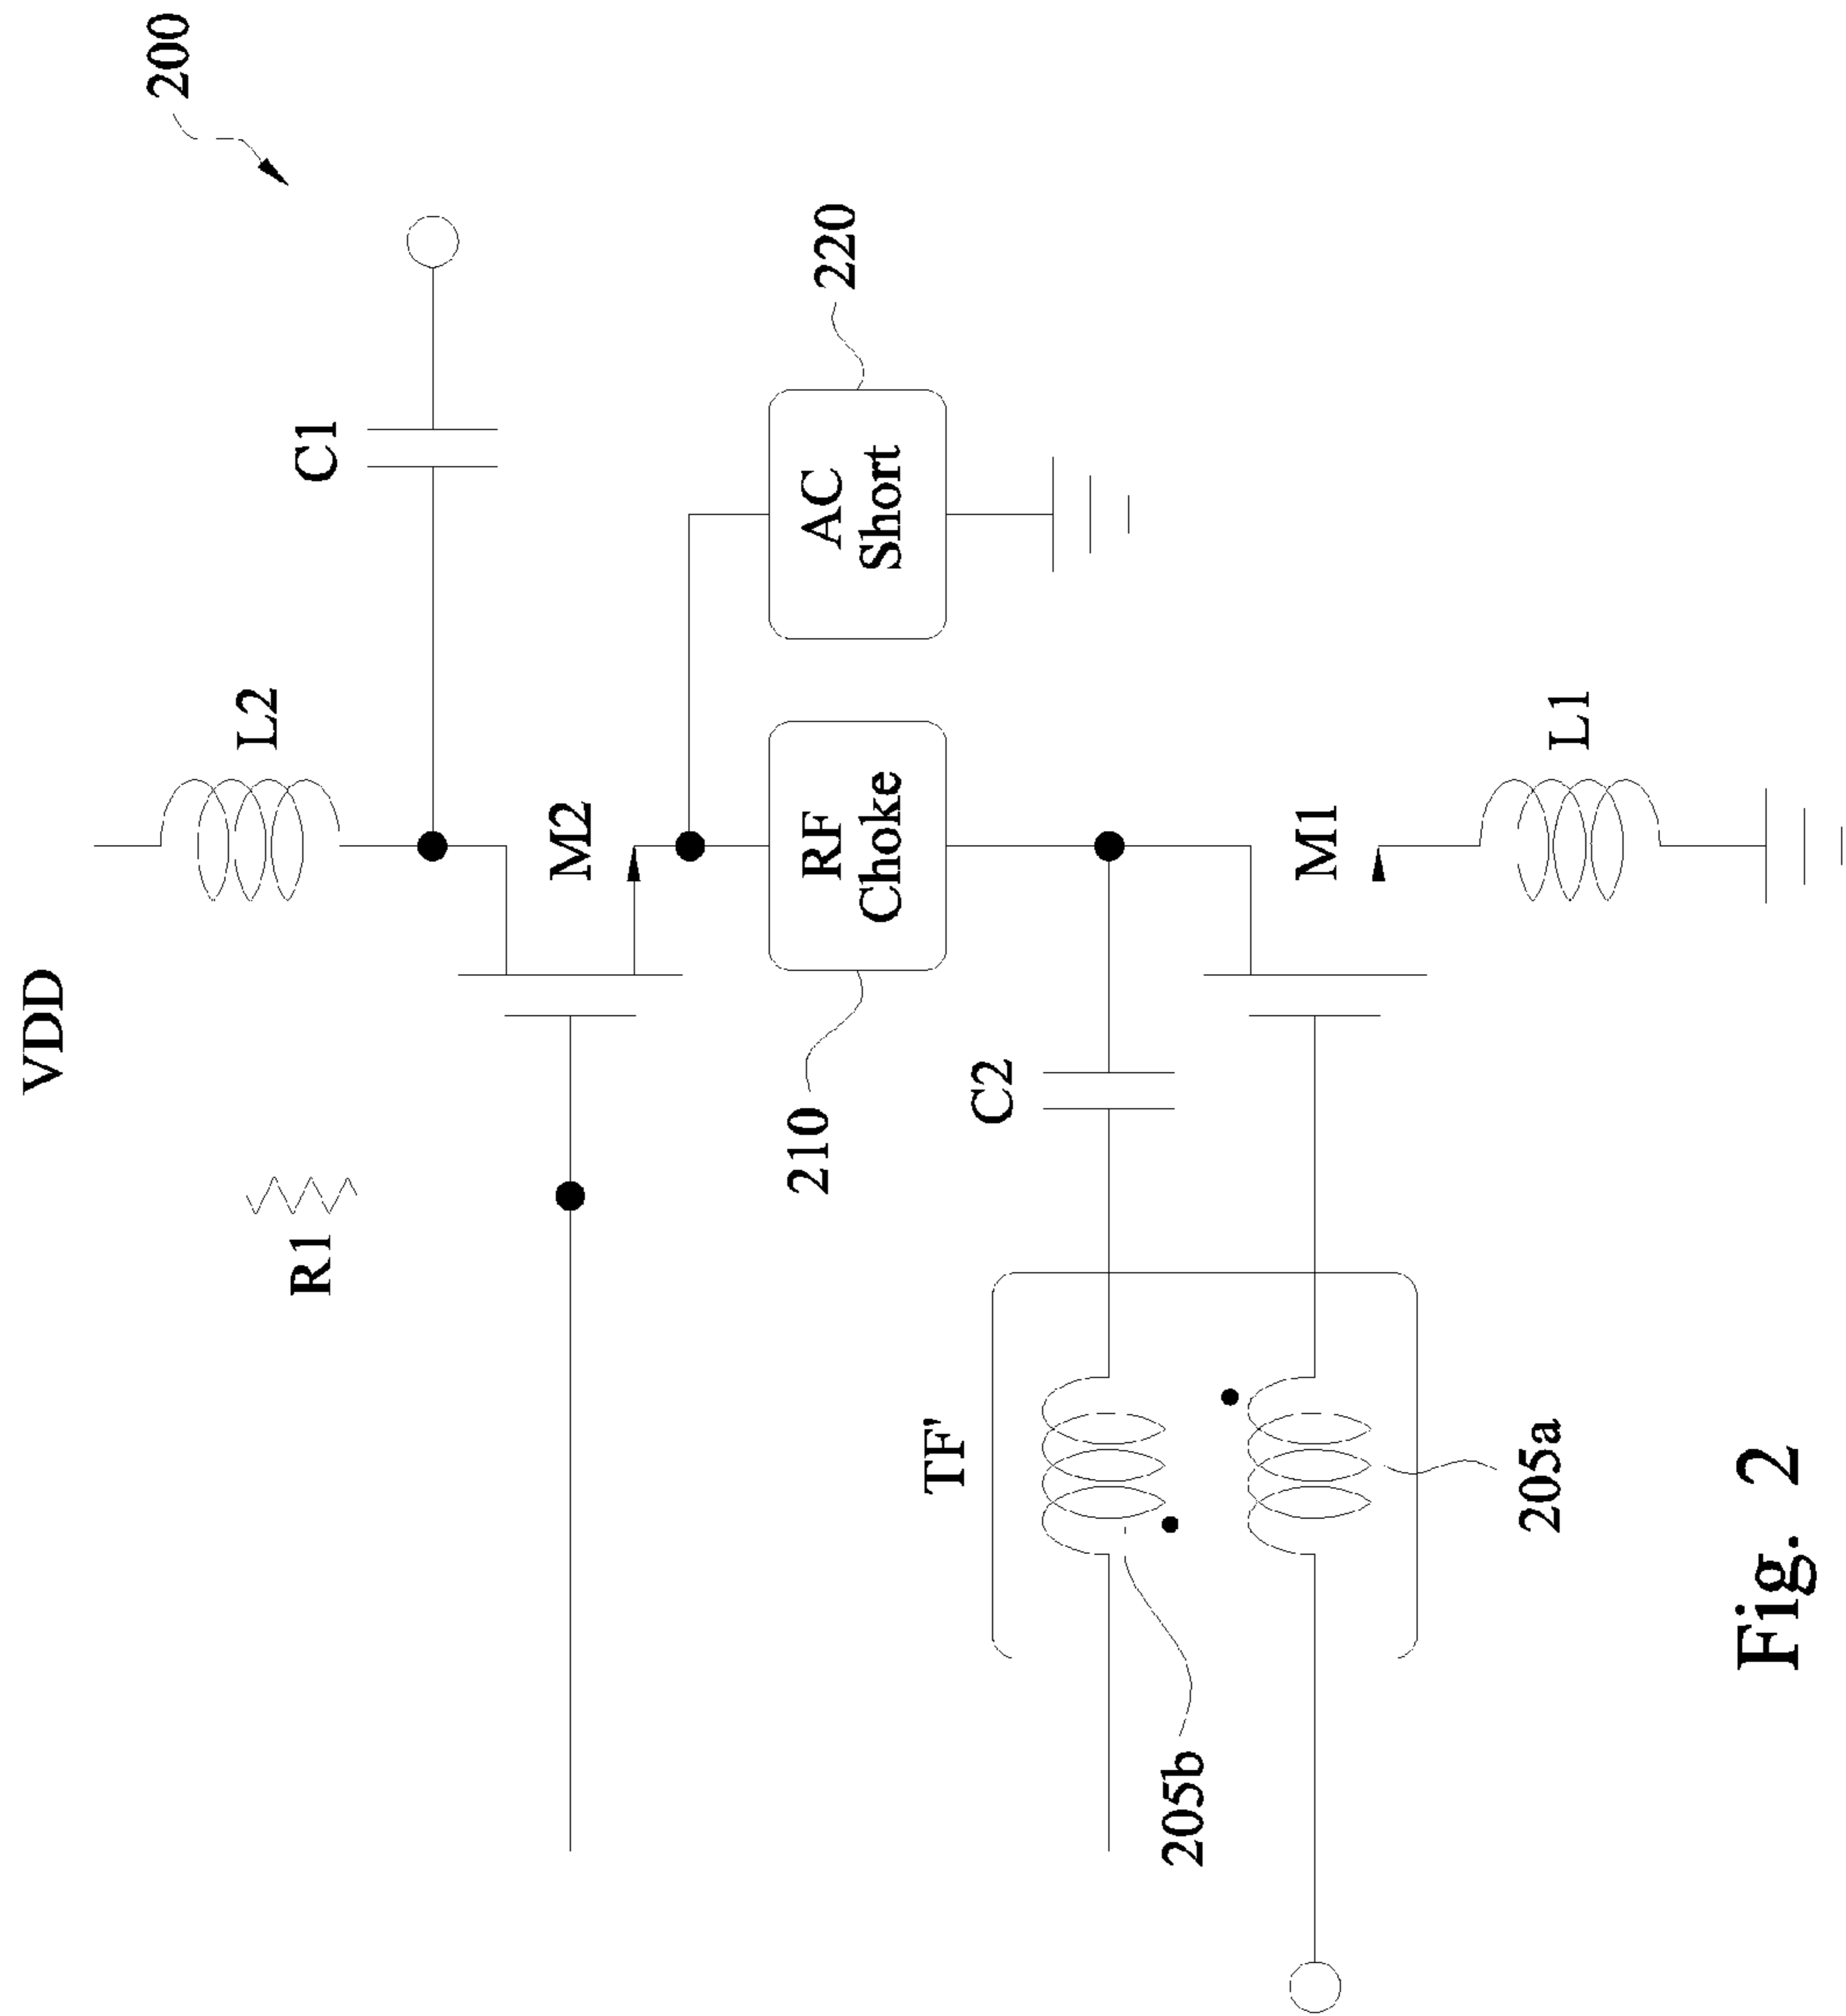 200
VDD
L2
C1
R1
M2
210
RF
Choke
AC
Short
220
C2
TF'
M1
205b
205a
L1
Fig. 2